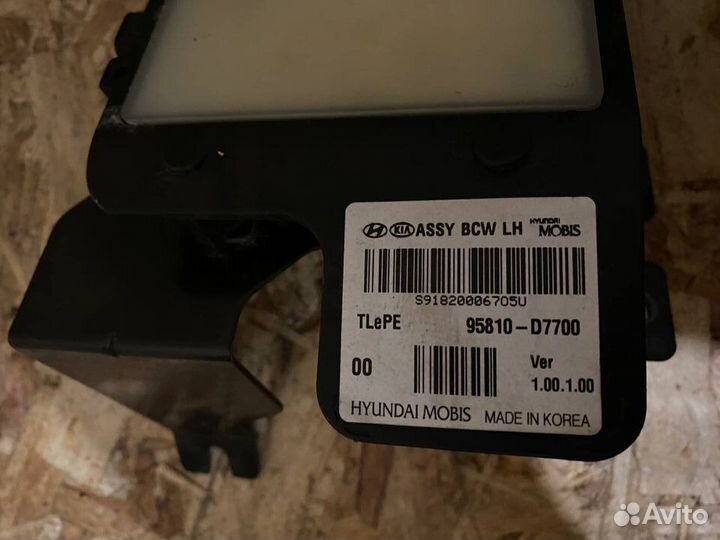 KIA ASSY BCW LH HYUNDAI MOBIS
S91820006705U
TLePE 95810-D7700
00 Ver 1.00.1.00
HYUNDAI MOBIS MADE IN KOREA
Avito